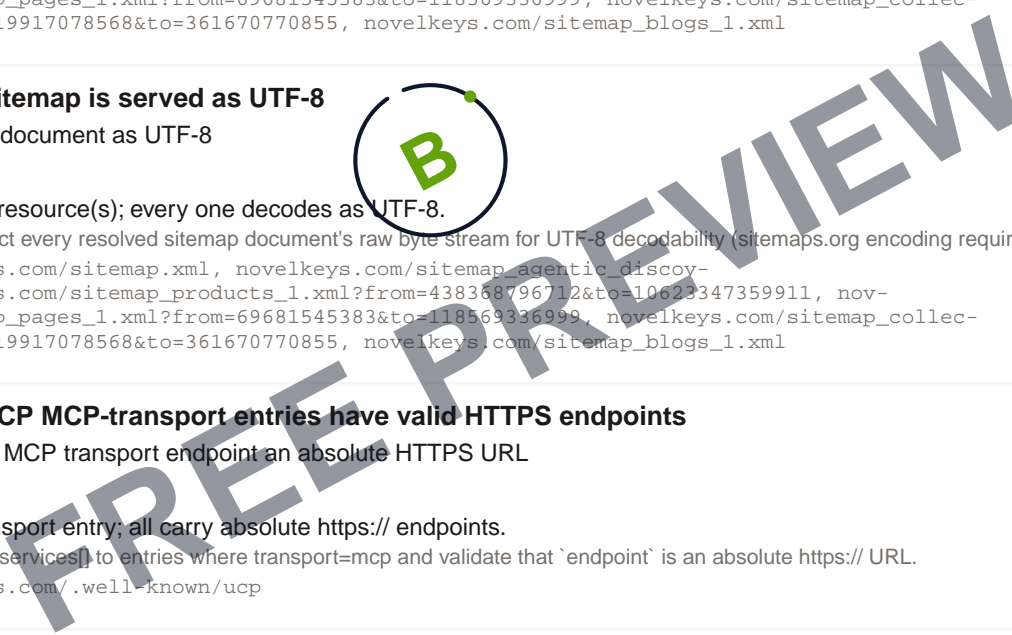 o_pages_1.xml?from=69681545383&to=118569336999, novelkeys.com/sitemap_collec-
19917078568&to=361670770855, novelkeys.com/sitemap_blogs_1.xml
itemap is served as UTF-8
document as UTF-8
B
resource(s); every one decodes as UTF-8.
ct every resolved sitemap document's raw byte stream for UTF-8 decodability (sitemaps.org encoding requir
s.com/sitemap.xml, novelkeys.com/sitemap_agentic_discov-
s.com/sitemap_products_1.xml?from=438368796712&to=10623347359911, nov-
p_pages_1.xml?from=69681545383&to=118569336999, novelkeys.com/sitemap_collec-
19917078568&to=361670770855, novelkeys.com/sitemap_blogs_1.xml
CP MCP-transport entries have valid HTTPS endpoints
MCP transport endpoint an absolute HTTPS URL
nsport entry; all carry absolute https:// endpoints.
services[] to entries where transport=mcp and validate that `endpoint` is an absolute https:// URL.
s.com/.well-known/ucp
FREE PREVIEW